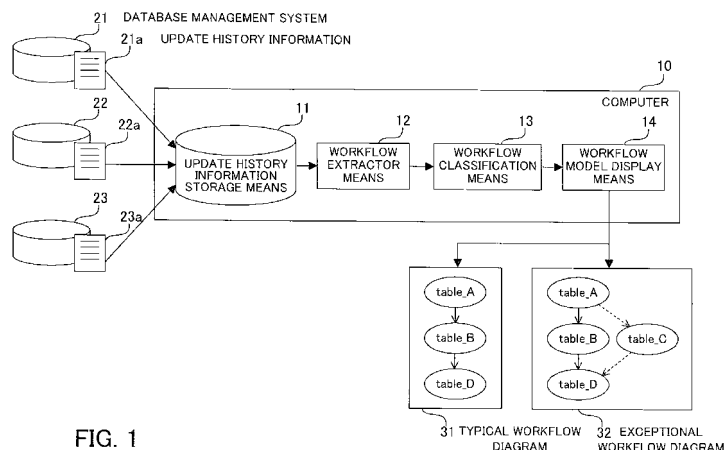 21 DATABASE MANAGEMENT SYSTEM
21a UPDATE HISTORY INFORMATION
10
COMPUTER
22
22a
11
UPDATE HISTORY
INFORMATION
STORAGE MEANS
12
WORKFLOW
EXTRACTOR
MEANS
13
WORKFLOW
CLASSIFICATION
MEANS
14
WORKFLOW
MODEL DISPLAY
MEANS
23
23a
table_A
table_B
table_D
table_A
table_B
table_C
table_D
31 TYPICAL WORKFLOW
DIAGRAM
32 EXCEPTIONAL
WORKFLOW DIAGRAM
FIG. 1